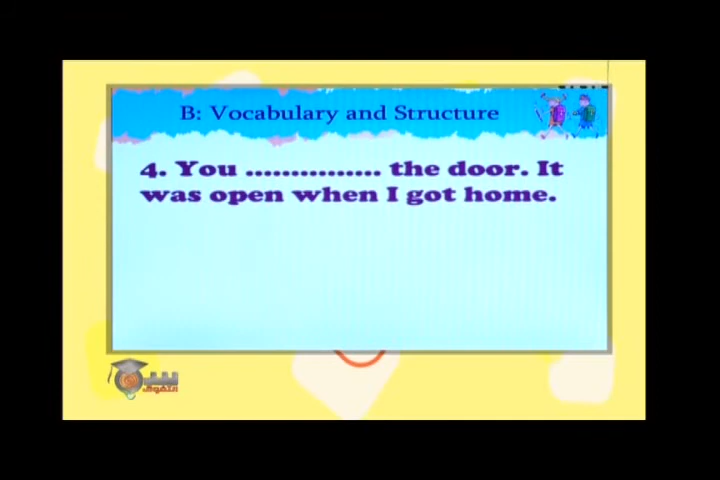 B: Vocabulary and Structure
4. You ............... the door. It
was open when I got home.